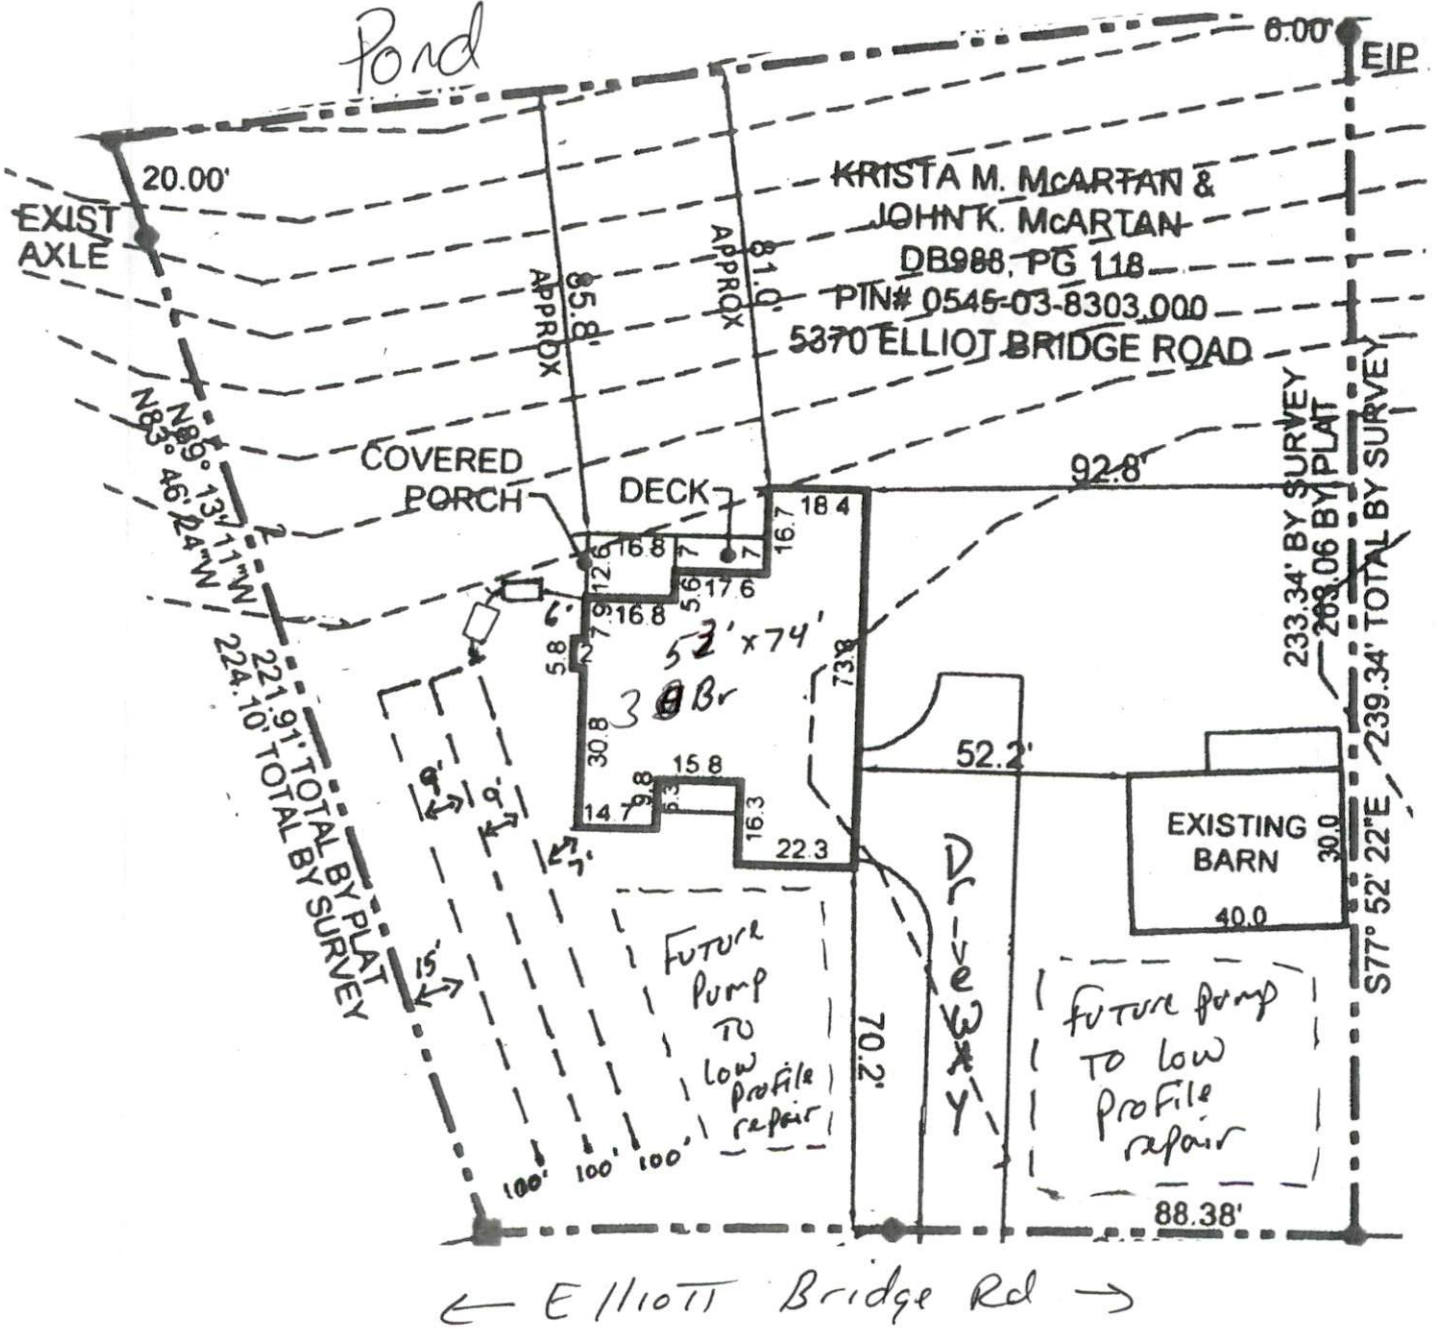 Pond
6.00'
EIP
20.00'
EXIST
AXLE
KRISTA M. McARTAN &
JOHN K. McARTAN
DB988, PG 118
PIN# 0545-03-8303.000
5370 ELLIOT BRIDGE ROAD
85.8'
APPROX
81.0'
APPROX
N89° 13' 11"W
N83° 46' 24"W
221.91' TOTAL BY PLAT
224.10' TOTAL BY SURVEY
COVERED
PORCH
DECK
92.8'
18.4
16.7
16.8
12.6
7
7
17.6
5.6
16.8
7.9
6'
5.8
2
52' x 74'
3 Br
73.8
30.8
15.8
9.8
6.3
14.7
16.3
22.3
7'
9'
9'
15'
52.2'
EXISTING
BARN
30.0
40.0
233.34' BY SURVEY
203.06 BY PLAT
239.34' TOTAL BY SURVEY
S77° 52' 22"E
Driveway
70.2'
Future
Pump
To
Low
Profile
repair
Future pump
To Low
Profile
repair
100'
100'
100'
88.38'
← Elliott Bridge Rd →